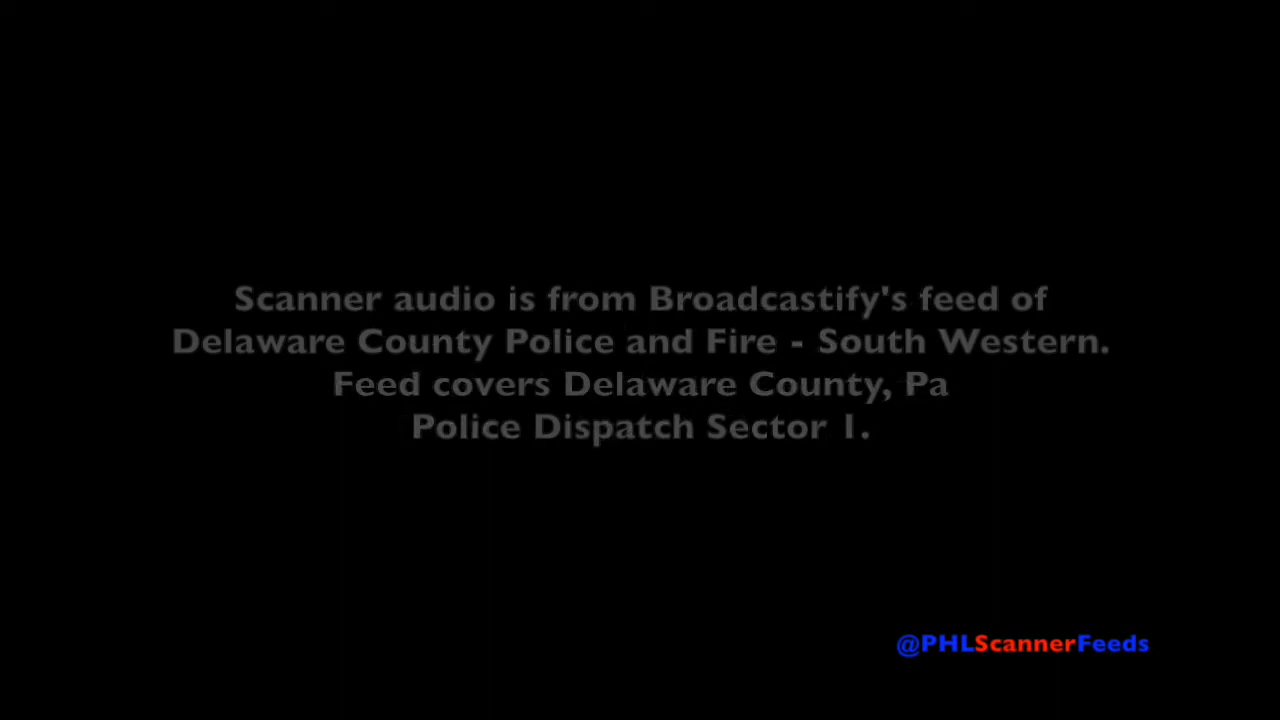 Scanner audio is from Broadcastify's feed of
Delaware County Police and Fire - South Western.
Feed covers Delaware County, Pa
Police Dispatch Sector 1.
@PHLScannerFeeds